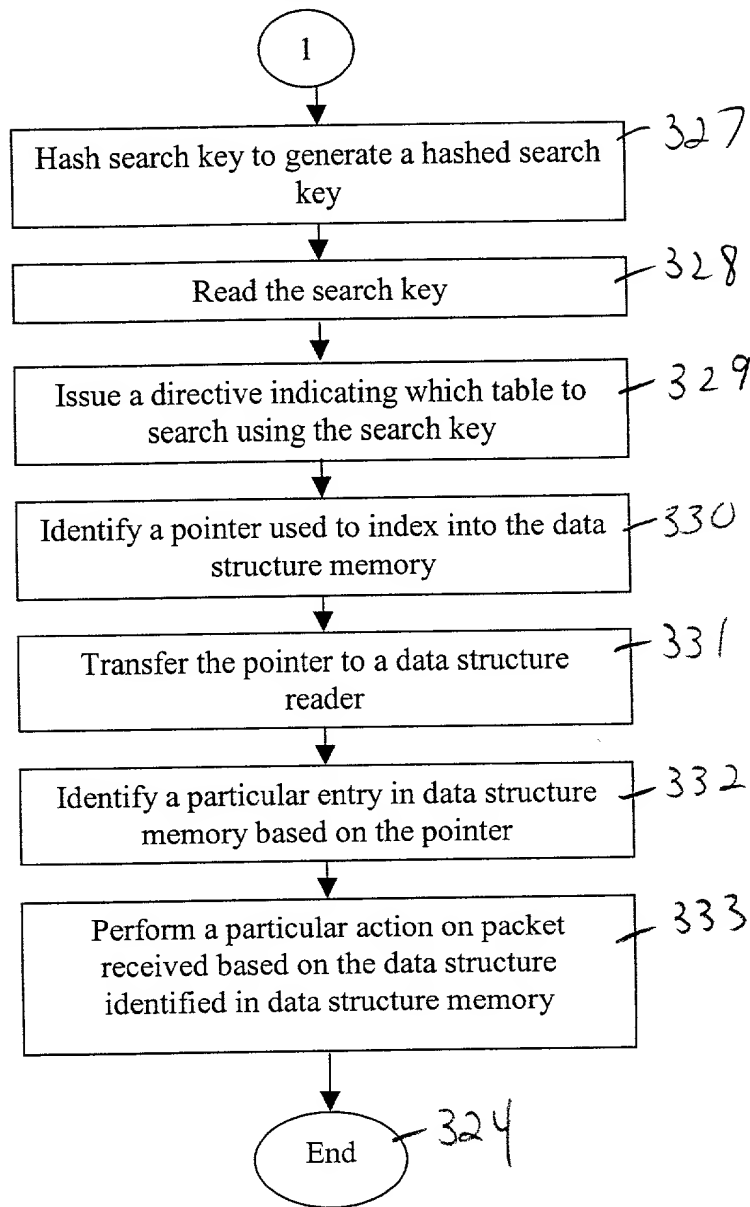 1
Hash search key to generate a hashed search
key
327
Read the search key
328
Issue a directive indicating which table to
search using the search key
329
Identify a pointer used to index into the data
structure memory
330
Transfer the pointer to a data structure
reader
331
Identify a particular entry in data structure
memory based on the pointer
332
Perform a particular action on packet
received based on the data structure
identified in data structure memory
333
End
324